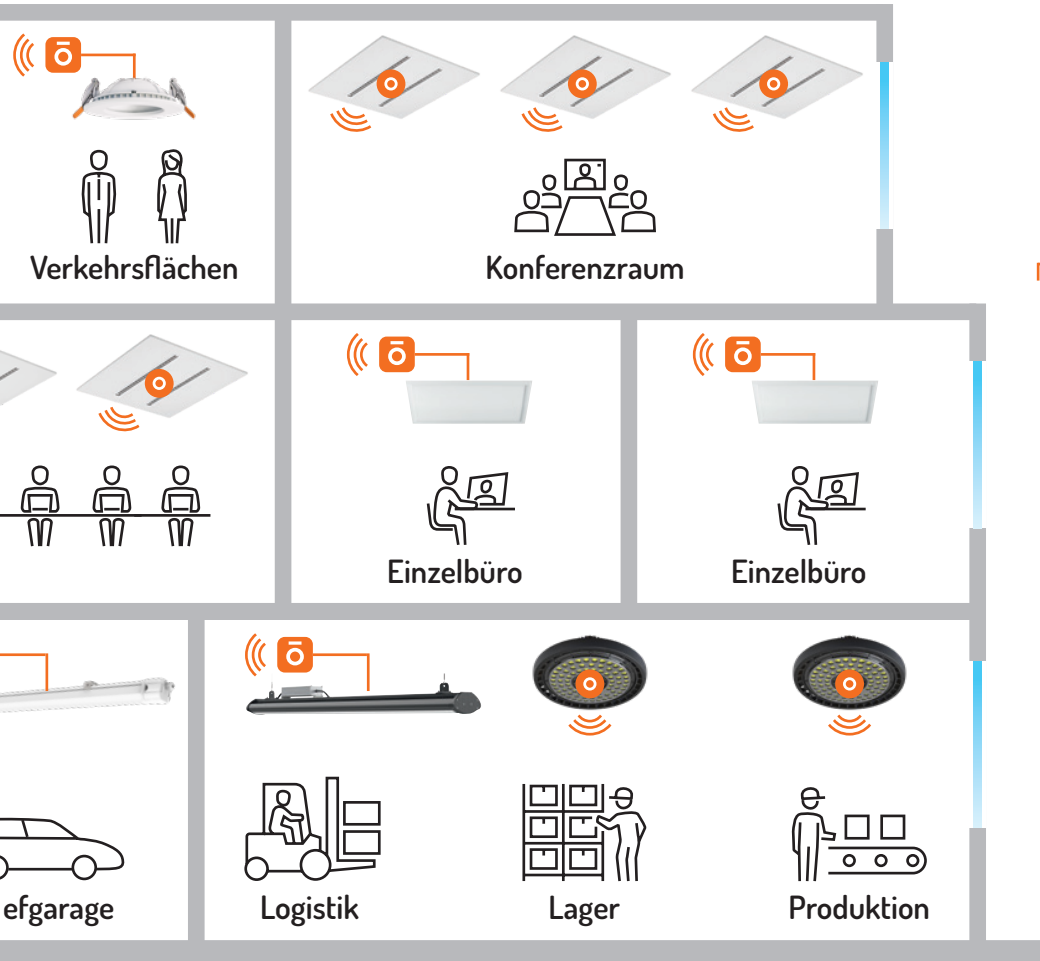 Verkehrsflächen
Konferenzraum
Einzelbüro
Einzelbüro
efgarage
Logistik
Lager
Produktion